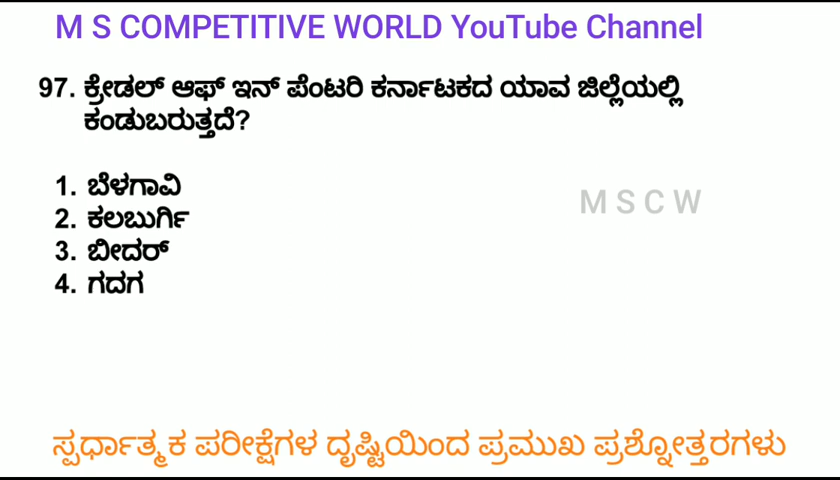 M S COMPETITIVE WORLD YouTube Channel
97. ಕ್ರೇಡಲ್ ಆಫ್ ಇನ್ ಪೆಂಟರಿ ಕರ್ನಾಟಕದ ಯಾವ ಜಿಲ್ಲೆಯಲ್ಲಿ
ಕಂಡುಬರುತ್ತದೆ?
1. ಬೆಳಗಾವಿ
M S C W
2. ಕಲಬುರ್ಗಿ
3. ಬೀದರ್
4. ಗದಗ
ಸ್ಪರ್ಧಾತ್ಮಕ ಪರೀಕ್ಷೆಗಳ ದೃಷ್ಟಿಯಿಂದ ಪ್ರಮುಖ ಪ್ರಶ್ನೋತ್ತರಗಳು